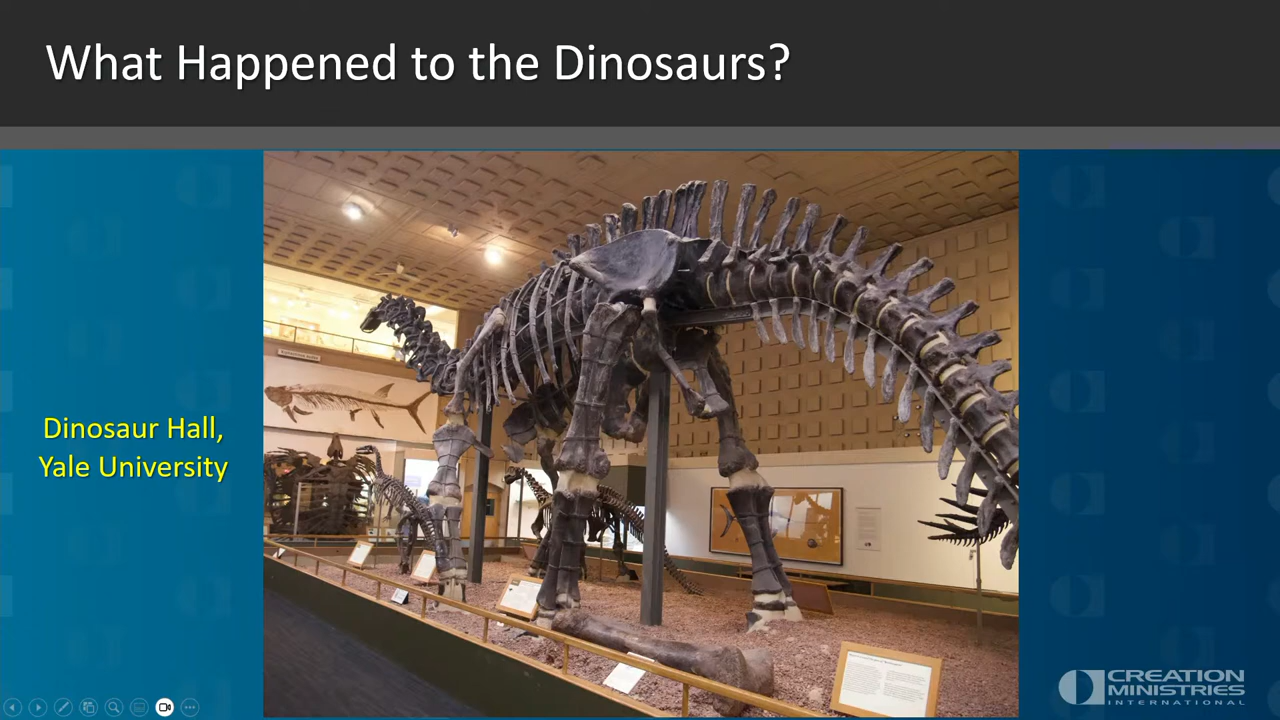 What Happened to the Dinosaurs?
Dinosaur Hall,
Yale University
CREATION
MINISTRIES
INTERNATIONAL